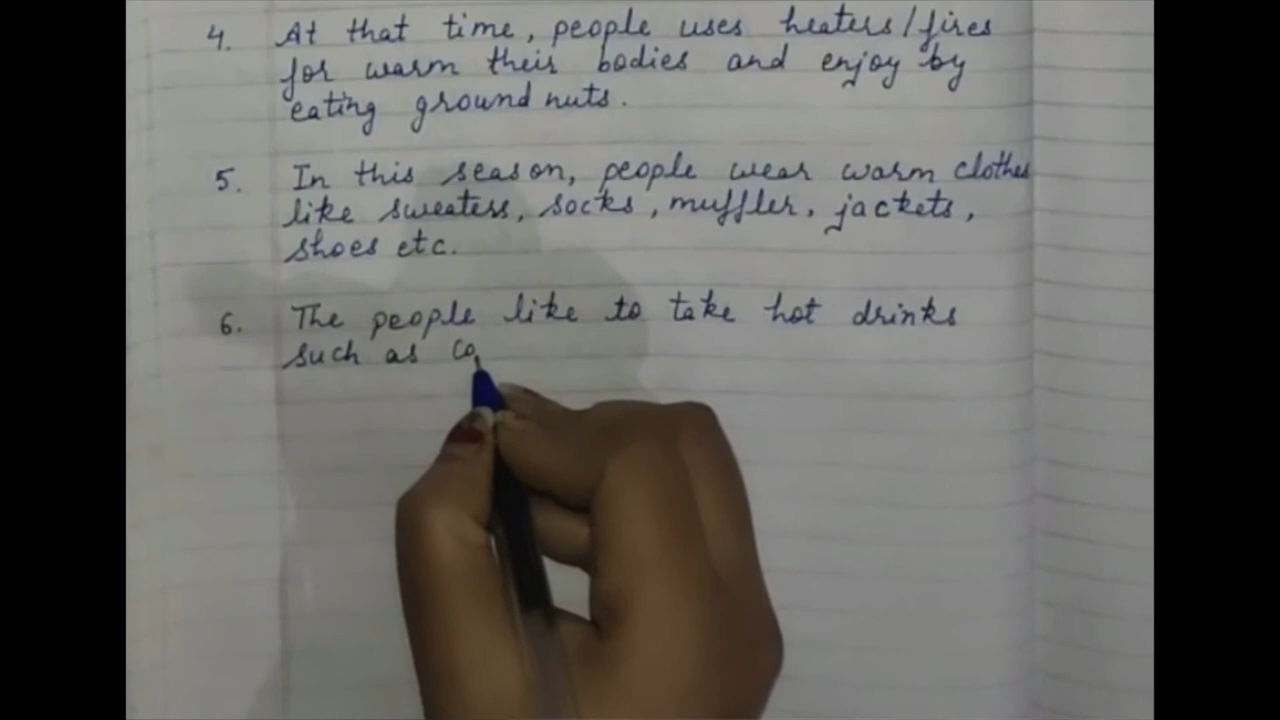 4. At that time, people uses heaters/fires
for warm their bodies and enjoy by
eating ground nuts.
5. In this season, people wear warm clothes
like sweaters, socks, muffler, jackets,
shoes etc.
6. The people like to take hot drinks
such as co